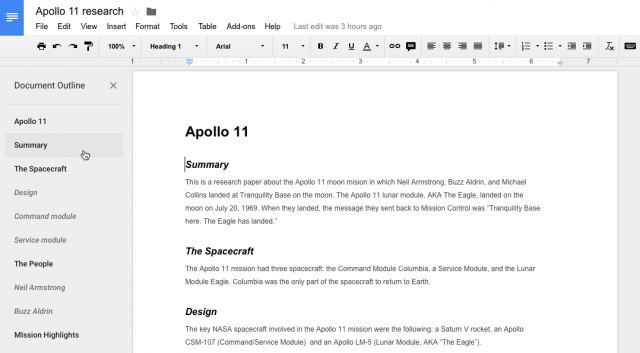 Apollo 11 research
File Edit View Insert Format Tools Table Add-ons Help Last edit was 3 hours ago
100% Heading 1 Arial 11 B I U A
1 1 2 3 4 5 6 7
Document Outline
Apollo 11
Summary
The Spacecraft
Design
Command module
Service module
The People
Neil Armstrong
Buzz Aldrin
MIssion Highlights
Apollo 11
Summary
This is a research paper about the Apollo 11 moon mision in which Neil Armstrong, Buzz Aldrin, and Michael
Collins landed at Tranquility Base on the moon. The Apollo 11 lunar module, AKA The Eagle, landed on the
moon on July 20, 1969. When they landed, the message they sent back to Mission Control was “Tranquility Base
here. The Eagle has landed.”
The Spacecraft
The Apollo 11 mission had three spacecraft: the Command Module Columbia, a Service Module, and the Lunar
Module Eagle. Columbia was the only part of the spacecraft to return to Earth.
Design
The key NASA spacecraft involved in the Apollo 11 mission were the following: a Saturn V rocket, an Apollo
CSM-107 (Command/Service Module) and an Apollo LM-5 (Lunar Module, AKA “The Eagle”).